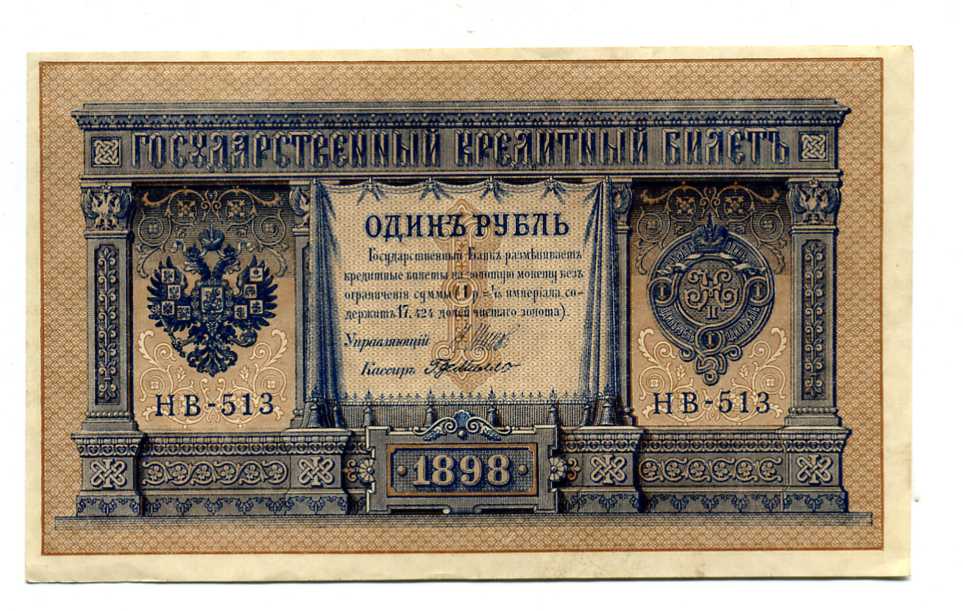 ГОСУДАРСТВЕННЫЙ КРЕДИТНЫЙ БИЛЕТЪ
ОДИНЪ РУБЛЬ
Государственный Банкъ размѣниваетъ
кредитные билеты на золотую монету безъ
ограниченія суммы (1 р = 1/15 имперіала, со-
держитъ 17,424 долей чистаго золота).
Управляющій
Кассиръ
НВ-513
НВ-513
1898